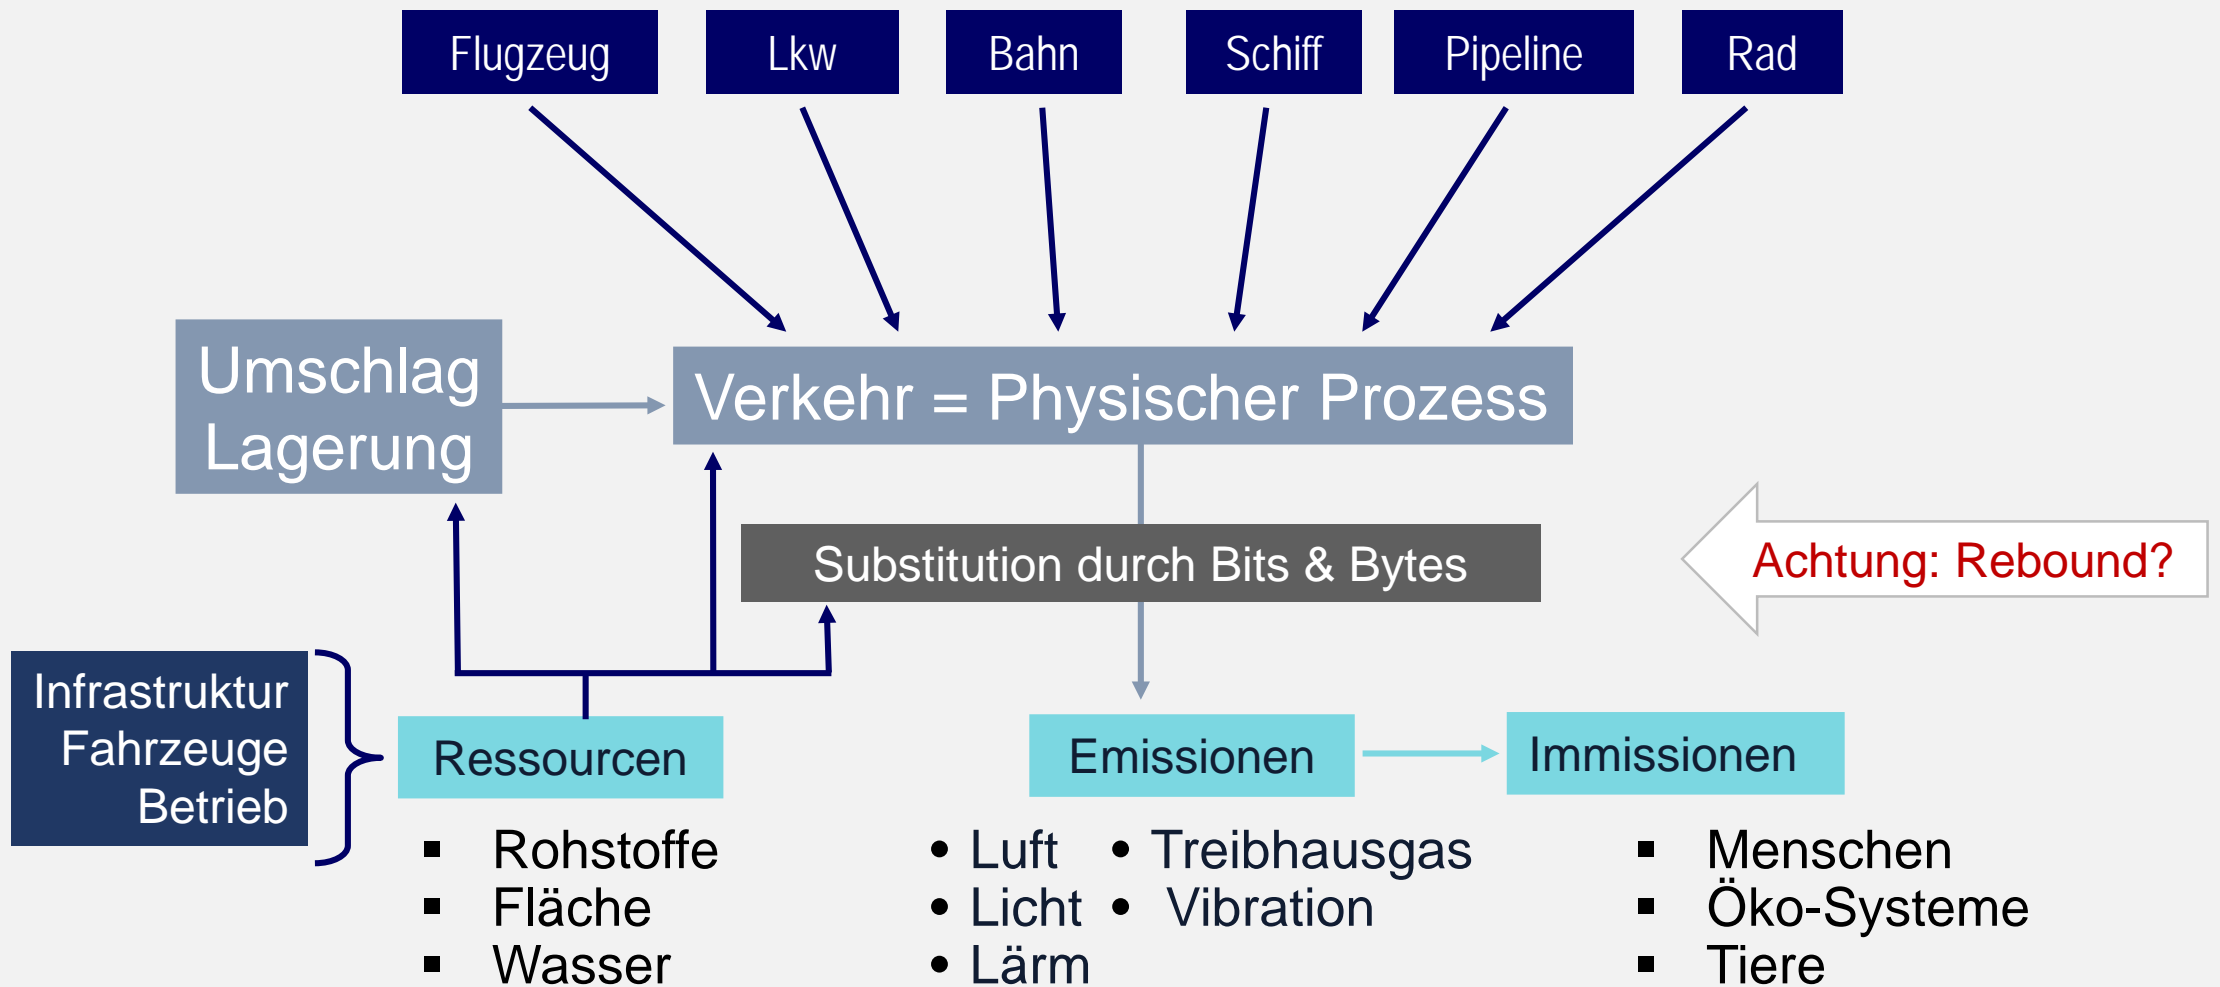 Flugzeug
Lkw
Bahn
Schiff
Pipeline
Rad
Umschlag
Lagerung
Verkehr = Physischer Prozess
Substitution durch Bits & Bytes
Achtung: Rebound?
Infrastruktur
Fahrzeuge
Betrieb
Ressourcen
▪ Rohstoffe
▪ Fläche
▪ Wasser
Emissionen
• Luft
• Licht
• Lärm
• Treibhausgas
• Vibration
Immissionen
▪ Menschen
▪ Öko-Systeme
▪ Tiere